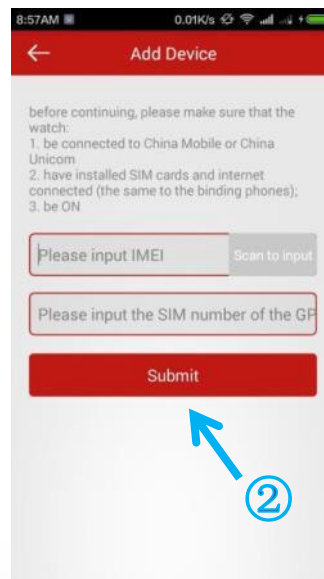 8:57AM 0.01K/s
Add Device
before continuing, please make sure that the
watch:
1. be connected to China Mobile or China
Unicom
2. have installed SIM cards and internet
connected (the same to the binding phones);
3. be ON
Please input IMEI Scan to input
Please input the SIM number of the GP
Submit
②